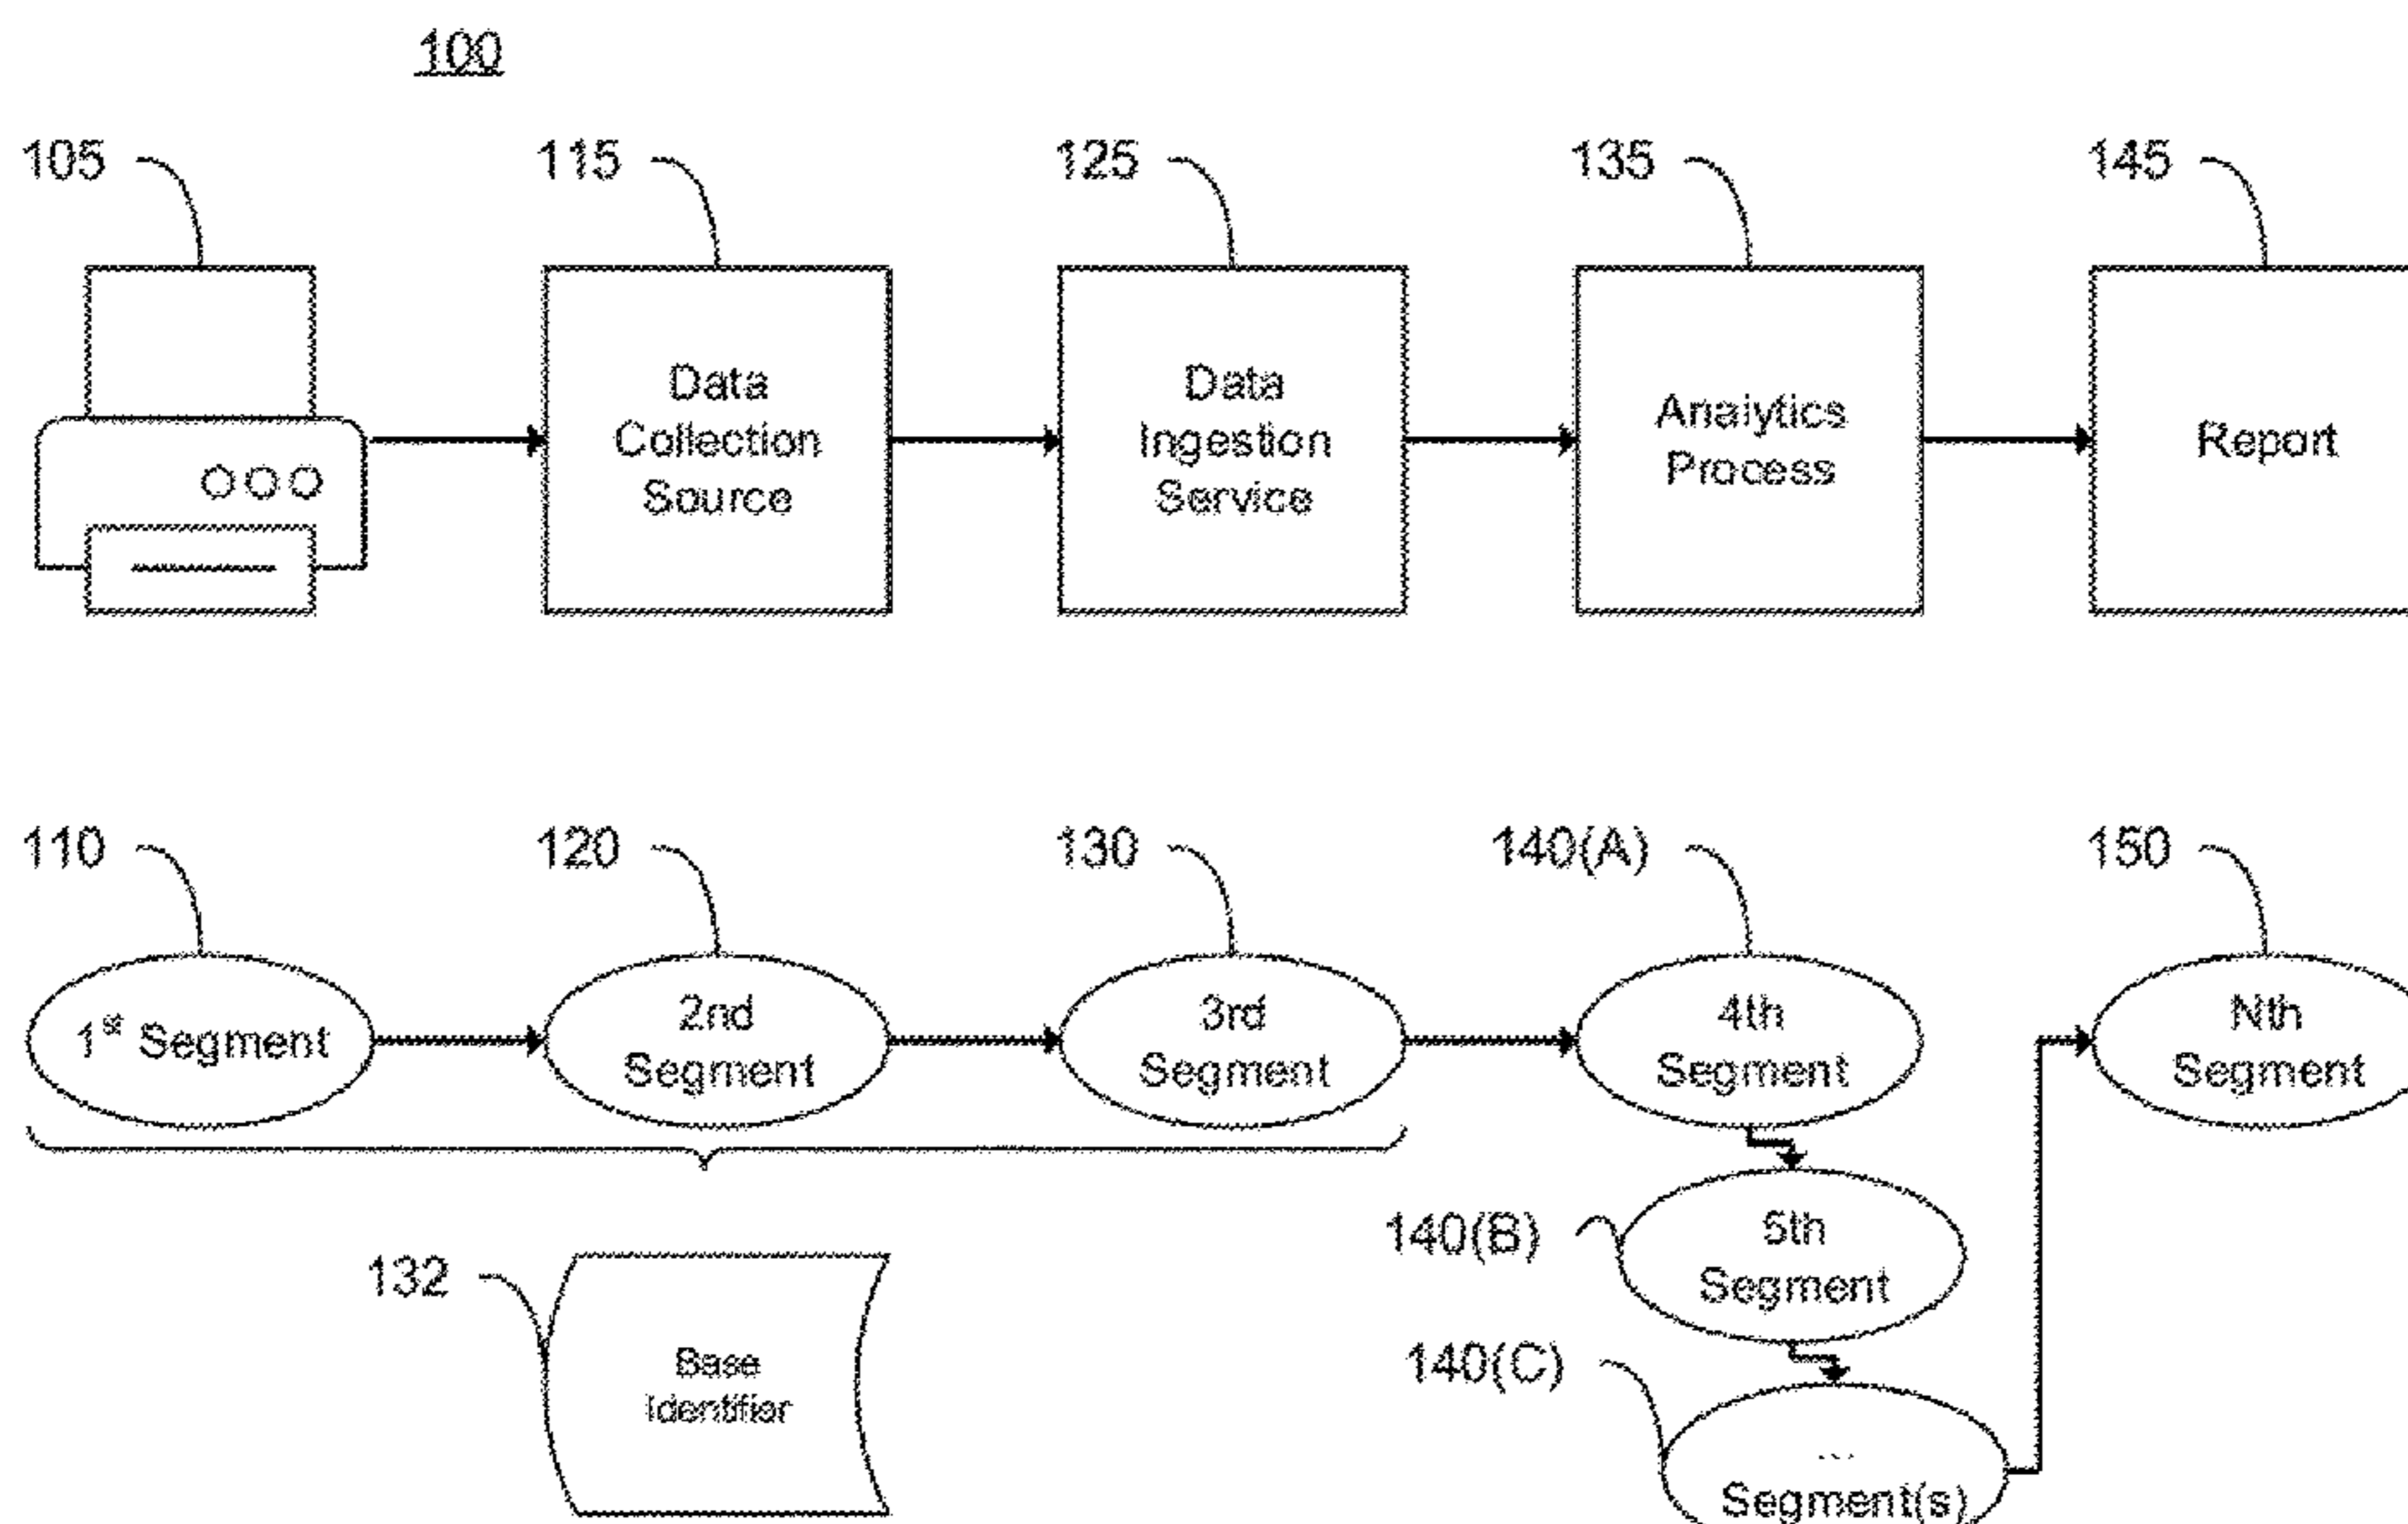 100
105
115
125
135
145
Data
Collection
Source
Data
Ingestion
Service
Analytics
Process
Report
110
120
130
140(A)
150
1st Segment
2nd
Segment
3rd
Segment
4th
Segment
Nth
Segment
140(B)
5th
Segment
132
Base
Identifier
140(C)
...
Segment(s)